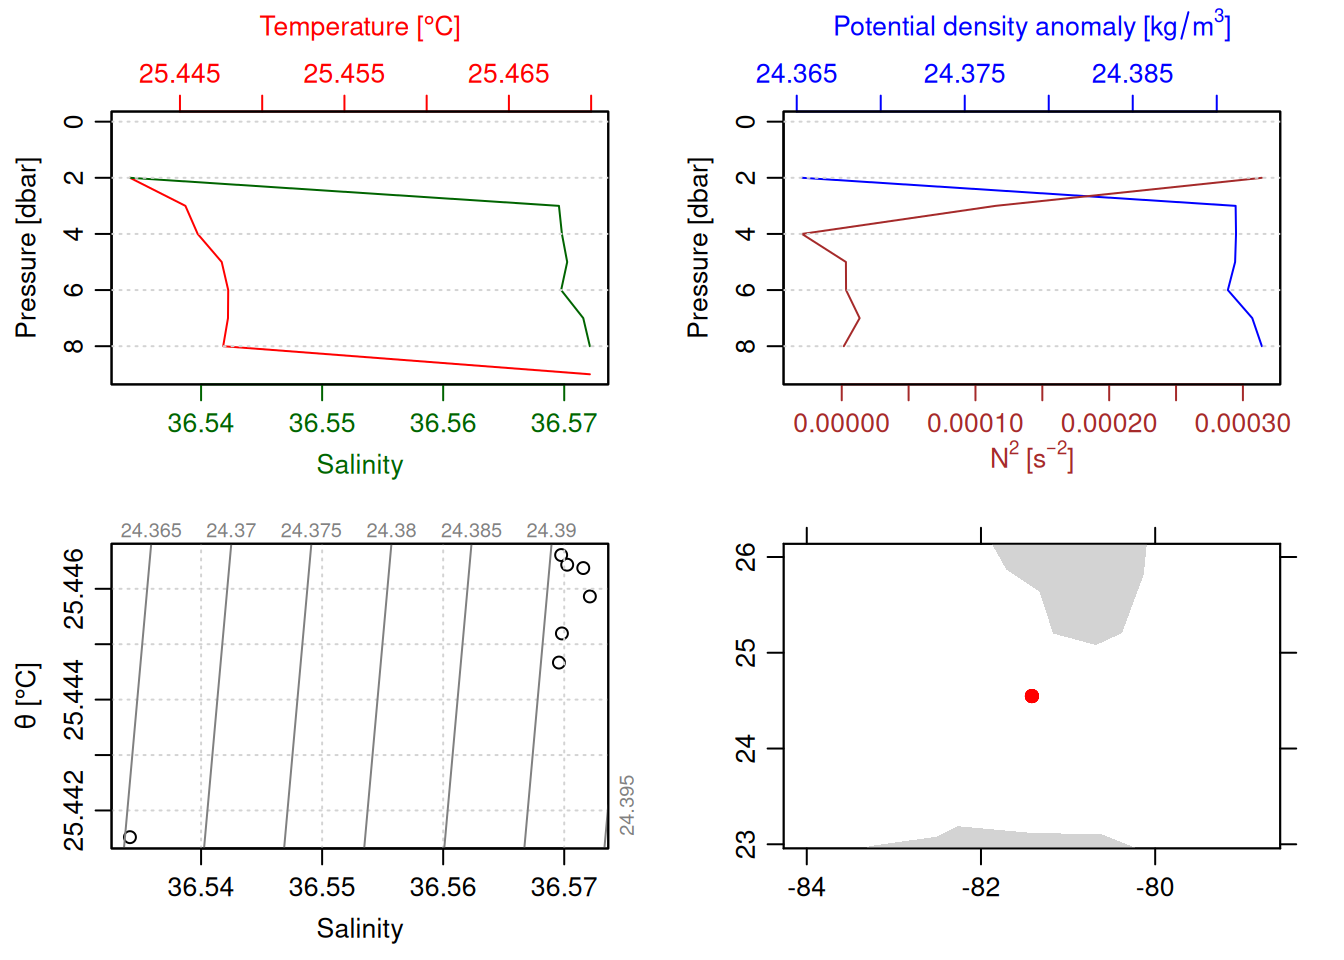 Temperature [°C]
25.445 25.455 25.465
Pressure [dbar]
0 2 4 6 8
36.54 36.55 36.56 36.57
Salinity
Potential density anomaly [kg/m³]
24.365 24.375 24.385
Pressure [dbar]
0 2 4 6 8
0.00000 0.00010 0.00020 0.00030
N² [s⁻²]
24.365 24.37 24.375 24.38 24.385 24.39
θ [°C]
25.446 25.444 25.442
24.395
36.54 36.55 36.56 36.57
Salinity
26 25 24 23
-84 -82 -80